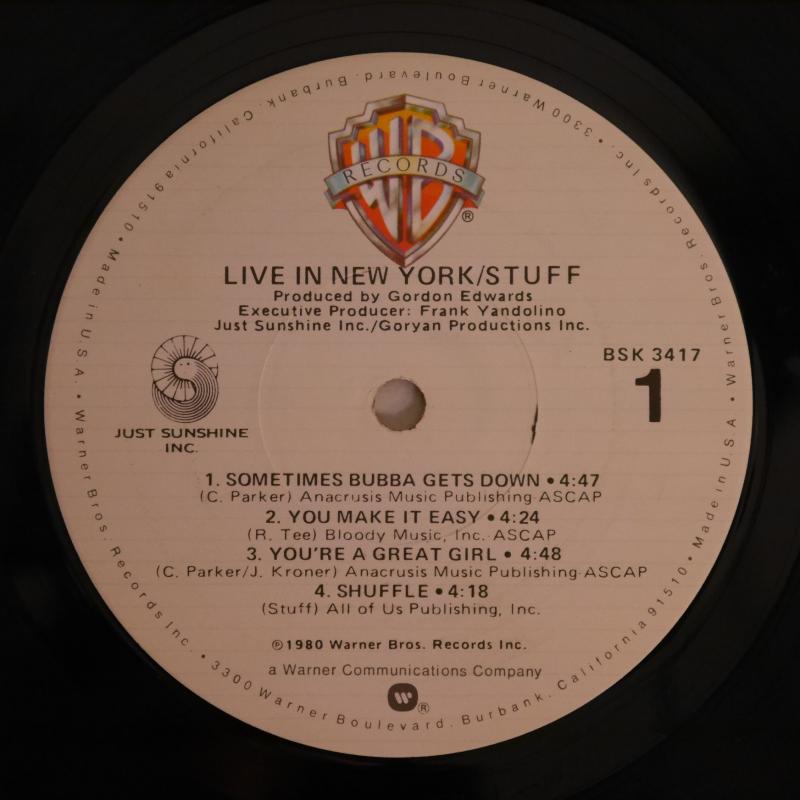 WB
RECORDS
®
LIVE IN NEW YORK/STUFF
Produced by Gordon Edwards
Executive Producer: Frank Yandolino
Just Sunshine Inc./Goryan Productions Inc.
BSK 3417
1
JUST SUNSHINE
INC.
1. SOMETIMES BUBBA GETS DOWN • 4:47
(C. Parker) Anacrusis Music Publishing-ASCAP
2. YOU MAKE IT EASY • 4:24
(R. Tee) Bloody Music, Inc. ASCAP
3. YOU'RE A GREAT GIRL • 4:48
(C. Parker/J. Kroner) Anacrusis Music Publishing-ASCAP
4. SHUFFLE • 4:18
(Stuff) All of Us Publishing, Inc.
℗1980 Warner Bros. Records Inc.
a Warner Communications Company
®
Warner Bros. Records Inc. • 3300 Warner Boulevard. Burbank. California 91510 • Made in U.S.A. • Warner Bros. Records Inc. • 3300 Warner Boulevard. Burbank. California 91510 • Made in U.S.A •